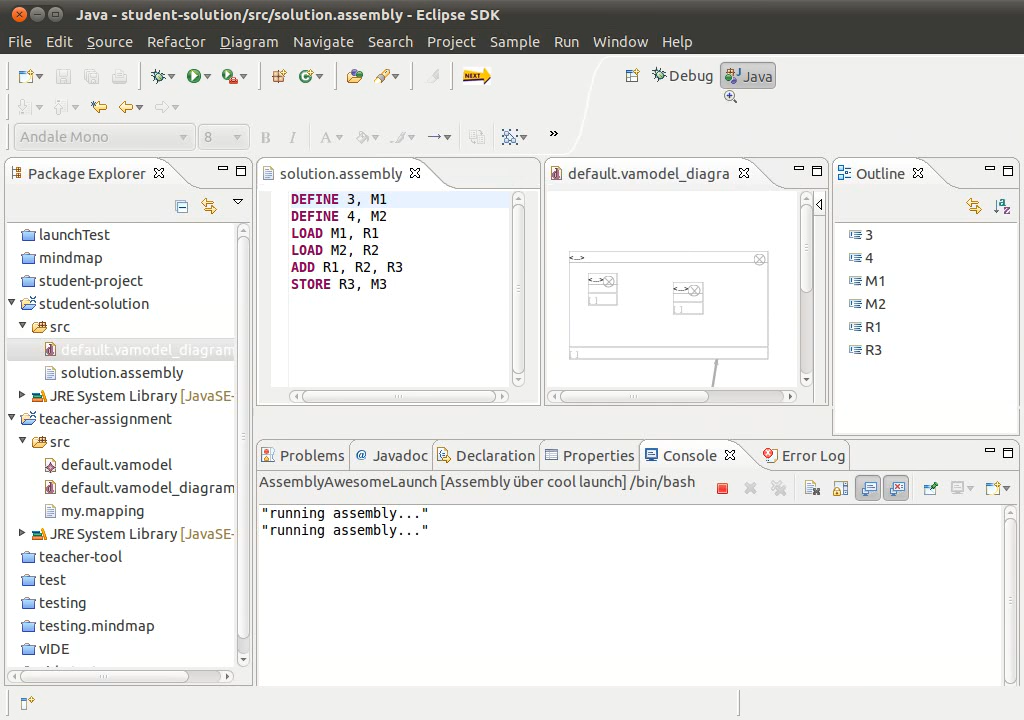 Java - student-solution/src/solution.assembly - Eclipse SDK
File Edit Source Refactor Diagram Navigate Search Project Sample Run Window Help
NEXT
Debug Java
Andale Mono 8 B I A »
Package Explorer
launchTest
mindmap
student-project
student-solution
src
default.vamodel_diagram
solution.assembly
JRE System Library [JavaSE-
teacher-assignment
src
default.vamodel
default.vamodel_diagram
my.mapping
JRE System Library [JavaSE-
teacher-tool
test
testing
testing.mindmap
vIDE
solution.assembly
DEFINE 3, M1
DEFINE 4, M2
LOAD M1, R1
LOAD M2, R2
ADD R1, R2, R3
STORE R3, M3
default.vamodel_diagra
<...>
<...>
<...>
Outline
3
4
M1
M2
R1
R3
Problems Javadoc Declaration Properties Console Error Log
AssemblyAwesomeLaunch [Assembly über cool launch] /bin/bash
"running assembly..."
"running assembly..."